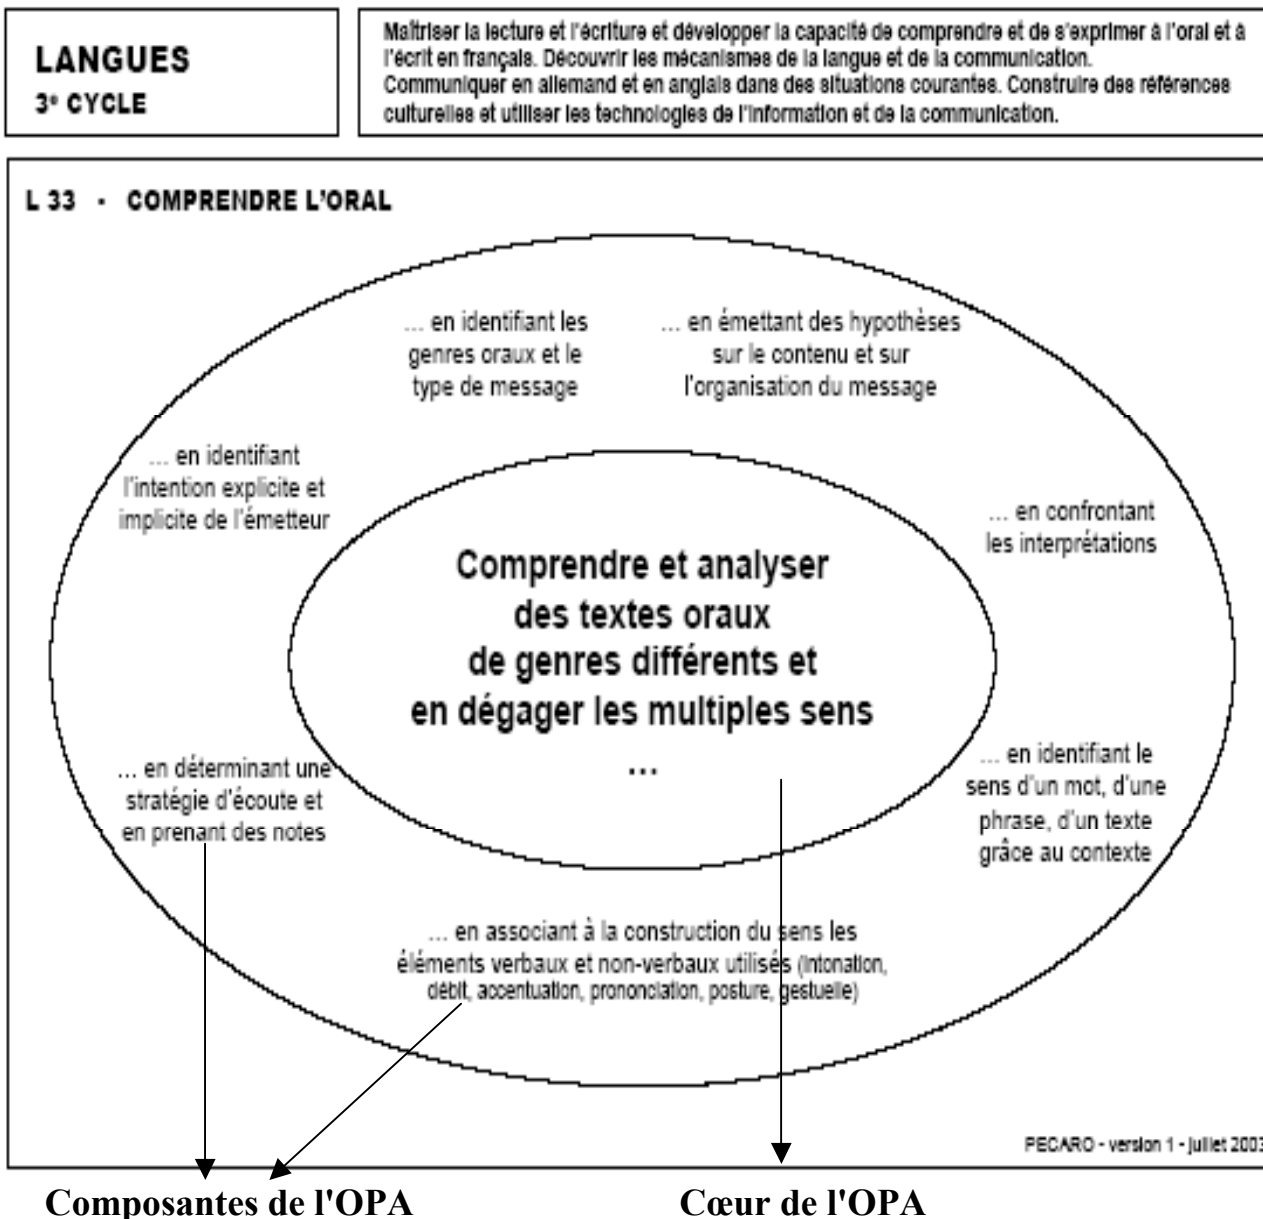 LANGUES
3e CYCLE
Maîtriser la lecture et l'écriture et développer la capacité de comprendre et de s'exprimer à l'oral et à
l'écrit en français. Découvrir les mécanismes de la langue et de la communication.
Communiquer en allemand et en anglais dans des situations courantes. Construire des références
culturelles et utiliser les technologies de l'information et de la communication.
L 33 · COMPRENDRE L'ORAL
... en identifiant les
genres oraux et le
type de message
... en émettant des hypothèses
sur le contenu et sur
l'organisation du message
... en identifiant
l'intention explicite et
implicite de l'émetteur
... en confrontant
les interprétations
Comprendre et analyser
des textes oraux
de genres différents et
en dégager les multiples sens
...
... en déterminant une
stratégie d'écoute et
en prenant des notes
... en identifiant le
sens d'un mot, d'une
phrase, d'un texte
grâce au contexte
... en associant à la construction du sens les
éléments verbaux et non-verbaux utilisés (intonation,
débit, accentuation, prononciation, posture, gestuelle)
PECARO - version 1 - juillet 2003
Composantes de l'OPA
Cœur de l'OPA